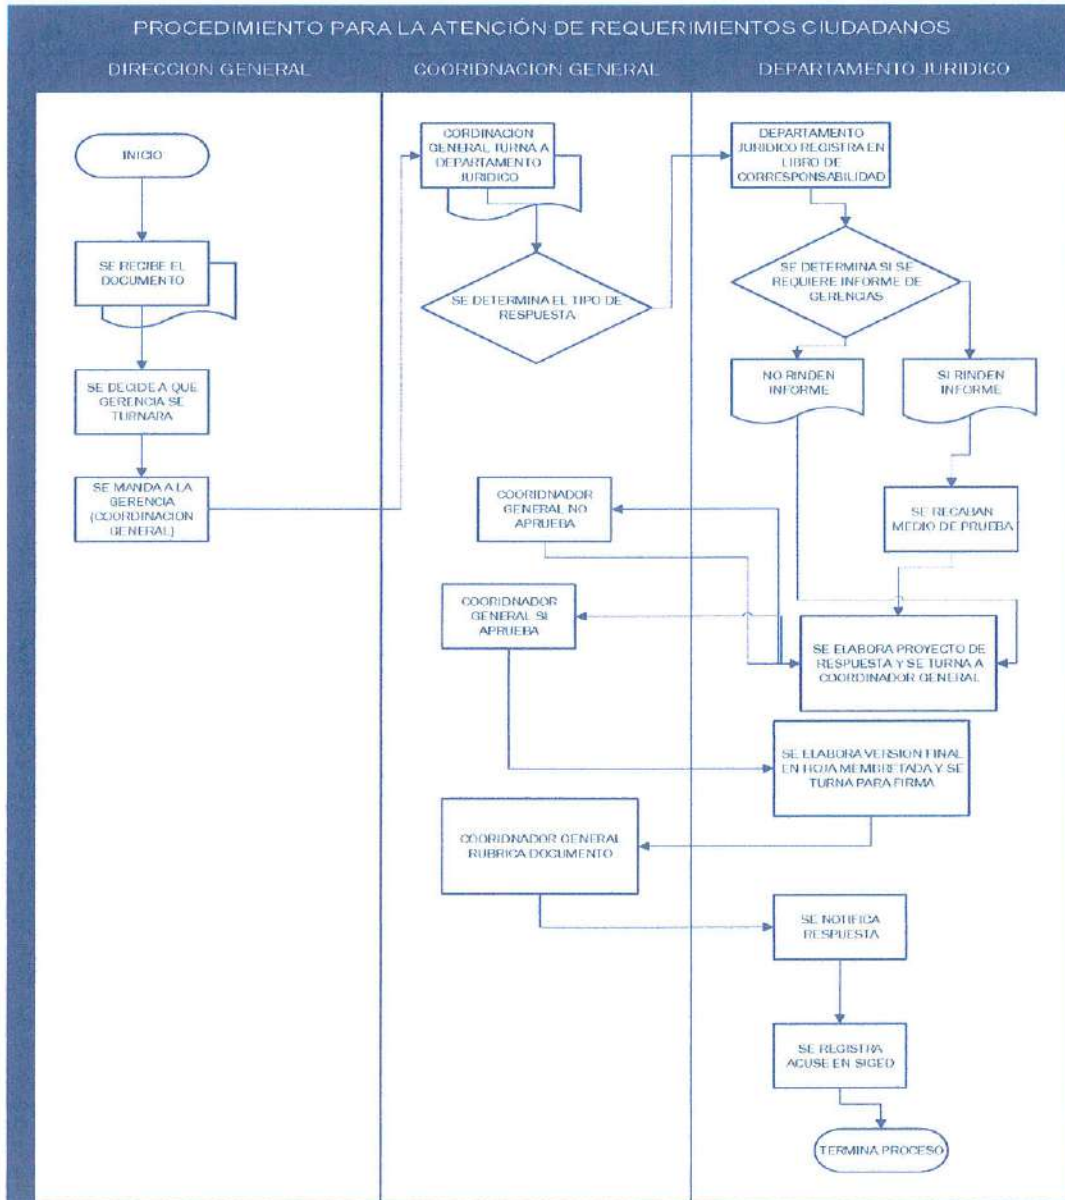 PROCEDIMIENTO PARA LA ATENCIÓN DE REQUERIMIENTOS CIUDADANOS
DIRECCION GENERAL
COORIDNACION GENERAL
DEPARTAMENTO JURIDICO
INICIO
SE RECIBE EL
DOCUMENTO
SE DECIDE A QUE
GERENCIA SE
TURNARA
SE MANDA A LA
GERENCIA
(COORDINACION
GENERAL)
CORDINACION
GENERAL TURNA A
DEPARTAMENTO
JURIDICO
SE DETERMINA EL TIPO DE
RESPUESTA
DEPARTAMENTO
JURIDICO REGISTRA EN
LIBRO DE
CORRESPONSABILIDAD
SE DETERMINA SI SE
REQUIERE INFORME DE
GERENCIAS
NO RINDEN
INFORME
SI RINDEN
INFORME
SE RECABAN
MEDIO DE PRUEBA
COORIDNADOR
GENERAL NO
APRUEBA
COORIDNADOR
GENERAL SI
APRUEBA
SE ELABORA PROYECTO DE
RESPUESTA Y SE TURNA A
COORDINADOR GENERAL
SE ELABORA VERSION FINAL
EN HOJA MEMBRETADA Y SE
TURNA PARA FIRMA
COORIDNADOR GENERAL
RUBRICA DOCUMENTO
SE NOTIFICA
RESPUESTA
SE REGISTRA
ACUSE EN SIGED
TERMINA PROCESO